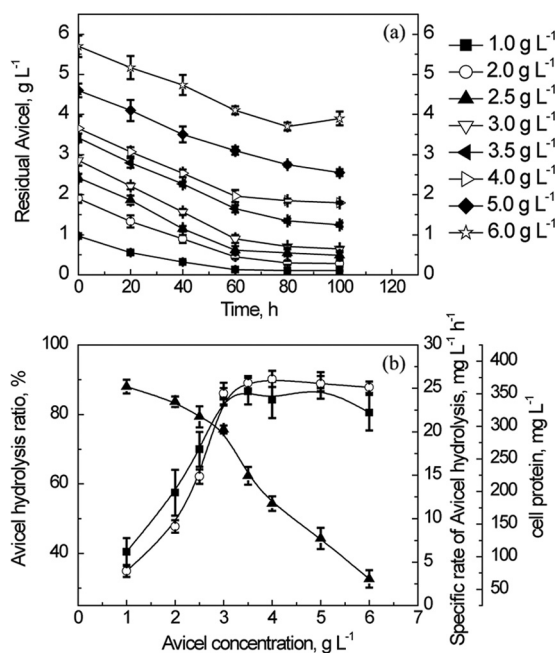 (a)
6
5
4
3
2
1
0
Residual Avicel, g L-1
6
5
4
3
2
1
0
0 20 40 60 80 100 120
Time, h
1.0 g L-1
2.0 g L-1
2.5 g L-1
3.0 g L-1
3.5 g L-1
4.0 g L-1
5.0 g L-1
6.0 g L-1
(b)
100
80
60
40
Avicel hydrolysis ratio, %
0 1 2 3 4 5 6 7
Avicel concentration, g L-1
30
25
20
15
10
5
0
Specific rate of Avicel hydrolysis, mg L-1 h-1
400
350
300
250
200
150
100
50
cell protein, mg L-1